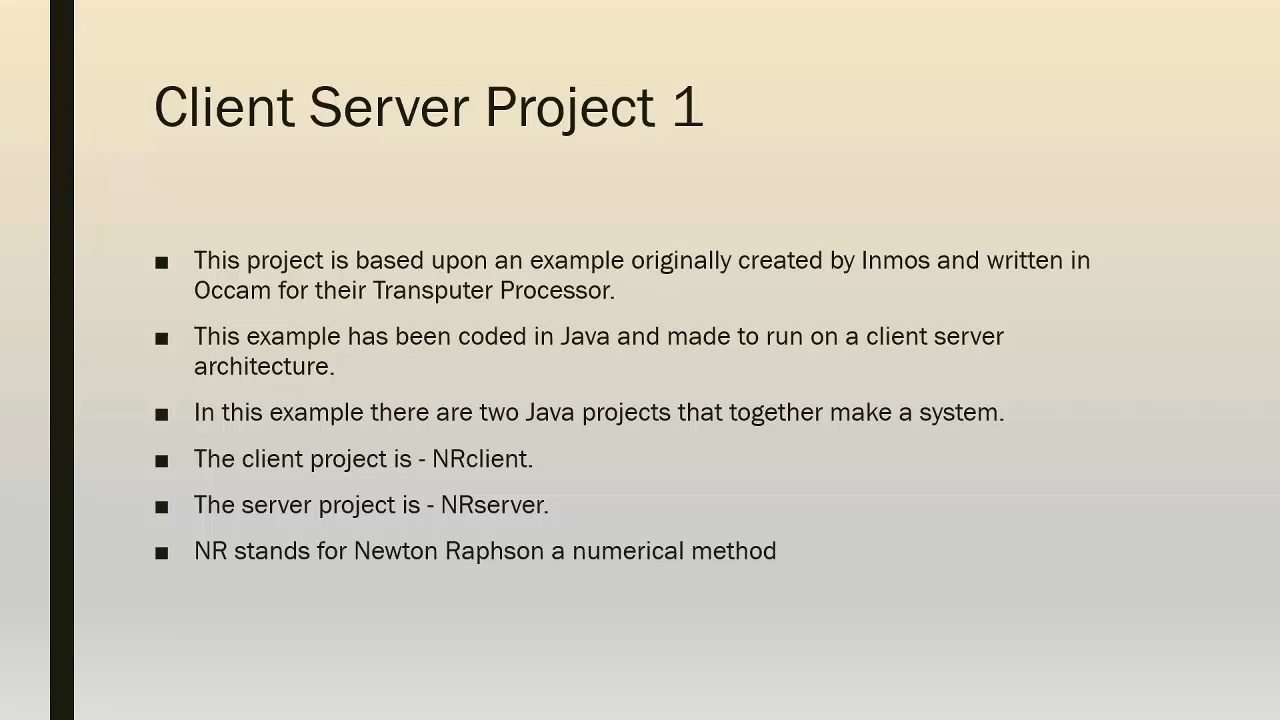 Client Server Project 1
■ This project is based upon an example originally created by Inmos and written in
Occam for their Transputer Processor.
■ This example has been coded in Java and made to run on a client server
architecture.
■ In this example there are two Java projects that together make a system.
■ The client project is - NRclient.
■ The server project is - NRserver.
■ NR stands for Newton Raphson a numerical method